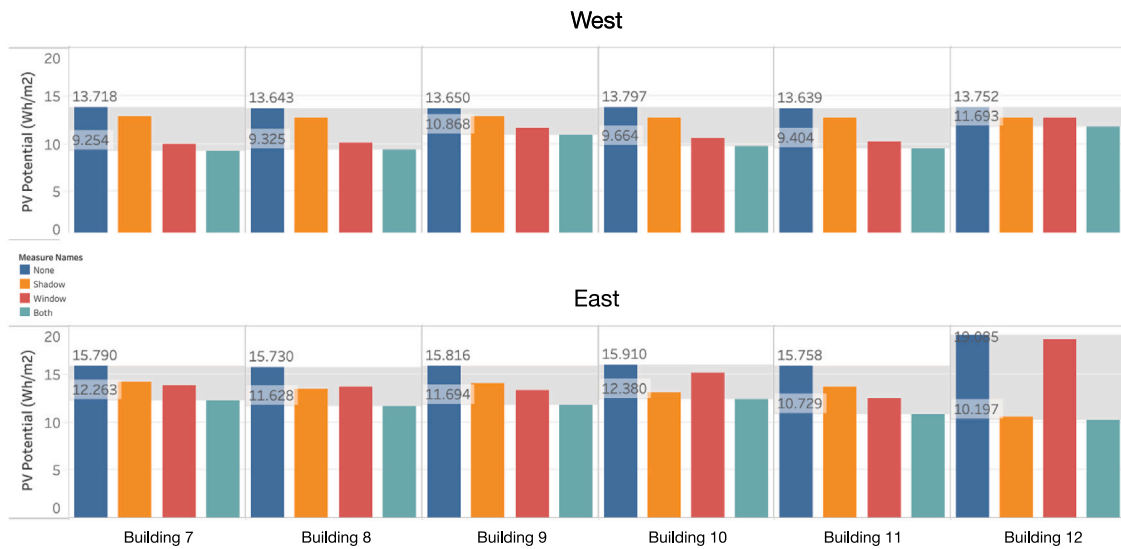 West
PV Potential (Wh/m2)
20
15
10
5
0
13.718
9.254
13.643
9.325
13.650
10.868
13.797
9.664
13.639
9.404
13.752
11.693
Measure Names
None
Shadow
Window
Both
East
PV Potential (Wh/m2)
20
15
10
5
0
15.790
12.263
15.730
11.628
15.816
11.694
15.910
12.380
15.758
10.729
19.085
10.197
Building 7
Building 8
Building 9
Building 10
Building 11
Building 12